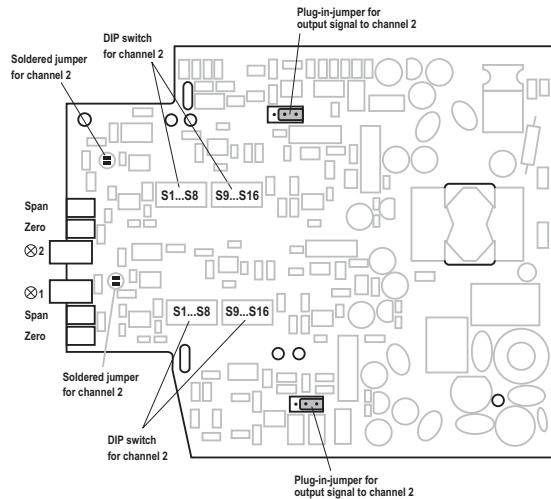 Plug-in-jumper for
output signal to channel 2
DIP switch
for channel 2
Soldered jumper
for channel 2
S1...S8
S9...S16
Span
Zero
⊗2
⊗1
Span
Zero
S1...S8
S9...S16
Soldered jumper
for channel 2
DIP switch
for channel 2
Plug-in-jumper for
output signal to channel 2